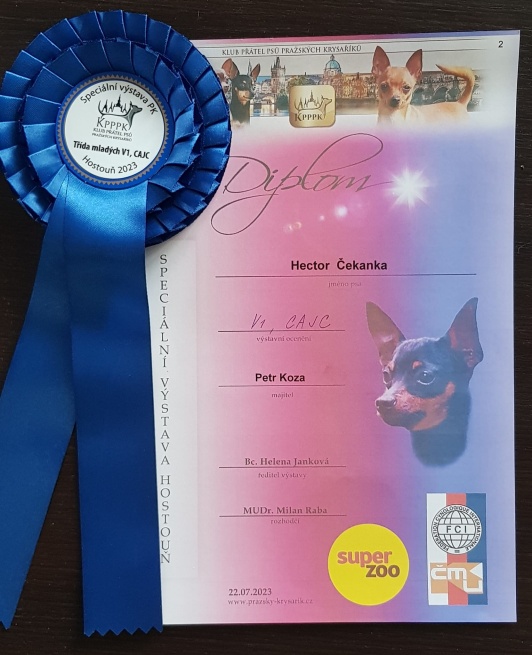 Speciální výstava PK
KPPPK
KLUB PŘÁTEL PSŮ
PRAŽSKÝCH KRYSAŘÍKŮ
Třída mladých V1, CAJC
Hostouň 2023
2
KLUB PŘÁTEL PSŮ PRAŽSKÝCH KRYSAŘÍKŮ
KPPPK
Diplom
Hector Čekanka
jméno psa
V1, CAJC
výstavní ocenění
Petr Koza
majitel
Bc. Helena Janková
ředitel výstavy
MUDr. Milan Raba
rozhodčí
SPECIÁLNÍ VÝSTAVA HOSTOUŇ
super
zoo
FEDERATION CYNOLOGIQUE INTERNATIONALE
FCI
ČMKU
22.07.2023
www.prazsky-krysarik.cz